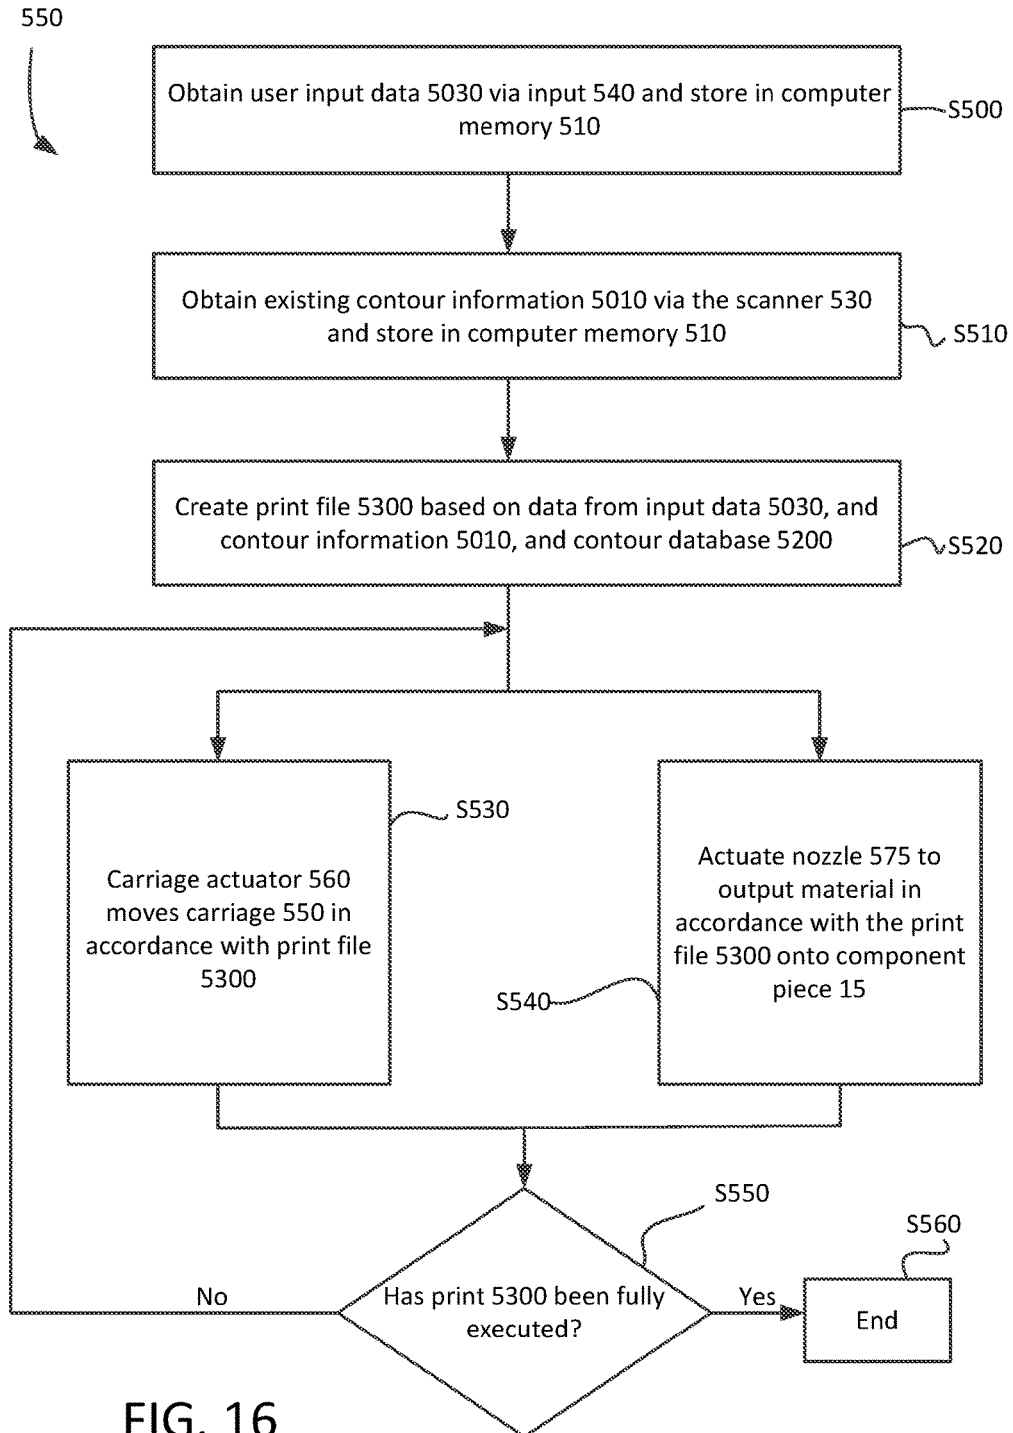 550
Obtain user input data 5030 via input 540 and store in computer
memory 510
S500
Obtain existing contour information 5010 via the scanner 530
and store in computer memory 510
S510
Create print file 5300 based on data from input data 5030, and
contour information 5010, and contour database 5200
S520
Carriage actuator 560
moves carriage 550 in
accordance with print file
5300
S530
Actuate nozzle 575 to
output material in
accordance with the print
file 5300 onto component
piece 15
S540
Has print 5300 been fully
executed?
S550
No
Yes
End
S560
FIG. 16